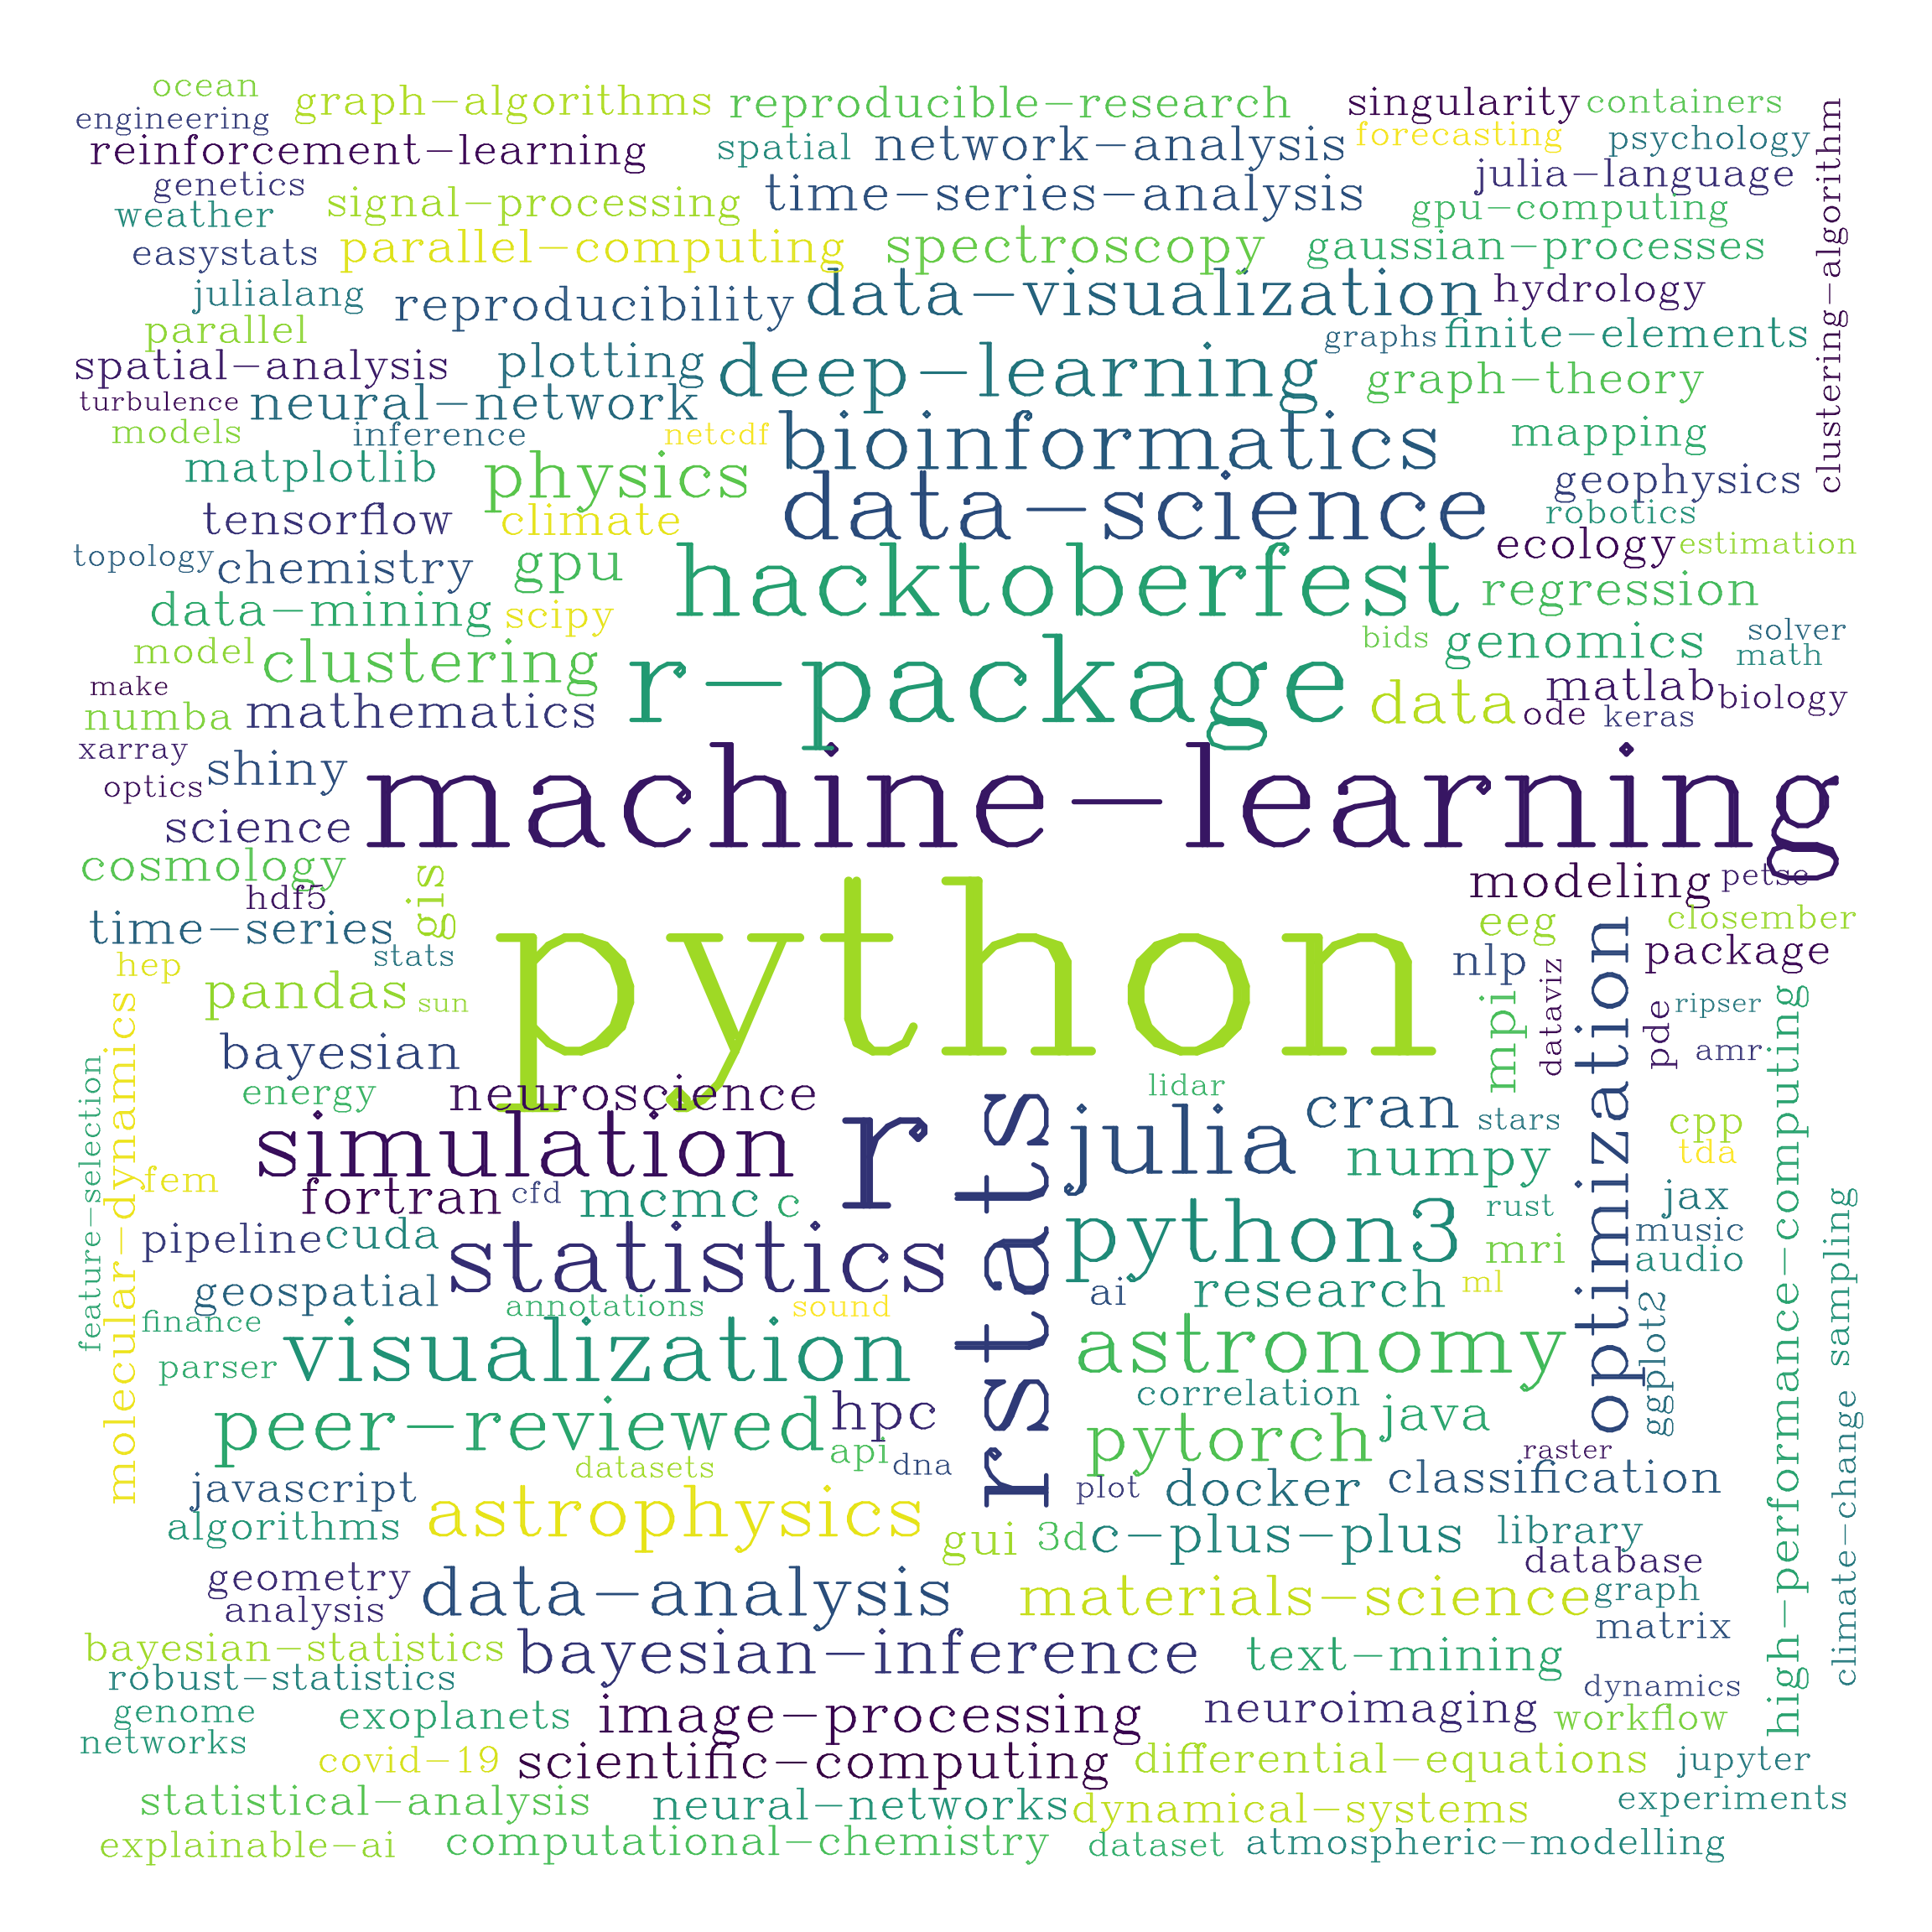 ocean
graph-algorithms
reproducible-research
singularity
containers
engineering
reinforcement-learning
spatial
network-analysis
forecasting
psychology
clustering-algorithm
genetics
signal-processing
time-series-analysis
julia-language
weather
gpu-computing
easystats
parallel-computing
spectroscopy
gaussian-processes
julialang
reproducibility
data-visualization
hydrology
parallel
graphs
finite-elements
spatial-analysis
plotting
deep-learning
graph-theory
turbulence
neural-network
models
inference
netcdf
bioinformatics
mapping
matplotlib
physics
geophysics
tensorflow
climate
data-science
robotics
topology
chemistry
gpu
ecology
estimation
data-mining
scipy
hacktoberfest
regression
model
clustering
bids
genomics
solver
math
make
r-package
matlab
biology
numba
mathematics
data
ode
keras
xarray
shiny
machine-learning
optics
science
cosmology
gis
modeling
petsc
hdf5
time-series
stats
eeg
closember
hep
nlp
package
pandas
sun
python
dataviz
optimization
mpi
pde
ripser
bayesian
amr
high-performance-computing
feature-selection
molecular-dynamics
energy
neuroscience
lidar
simulation
r
rstats
julia
cran
stars
cpp
numpy
tda
fem
fortran
cfd
mcmc
c
rust
jax
pipeline
cuda
statistics
python3
mri
music
audio
sampling
geospatial
annotations
sound
ai
research
ml
finance
visualization
astronomy
ggplot2
parser
correlation
peer-reviewed
hpc
pytorch
java
api
dna
raster
climate-change
datasets
javascript
plot
docker
classification
algorithms
astrophysics
gui
3d
c-plus-plus
library
database
geometry
data-analysis
materials-science
graph
analysis
matrix
bayesian-statistics
bayesian-inference
text-mining
robust-statistics
dynamics
genome
exoplanets
image-processing
neuroimaging
workflow
networks
covid-19
scientific-computing
differential-equations
jupyter
statistical-analysis
neural-networks
dynamical-systems
experiments
explainable-ai
computational-chemistry
dataset
atmospheric-modelling